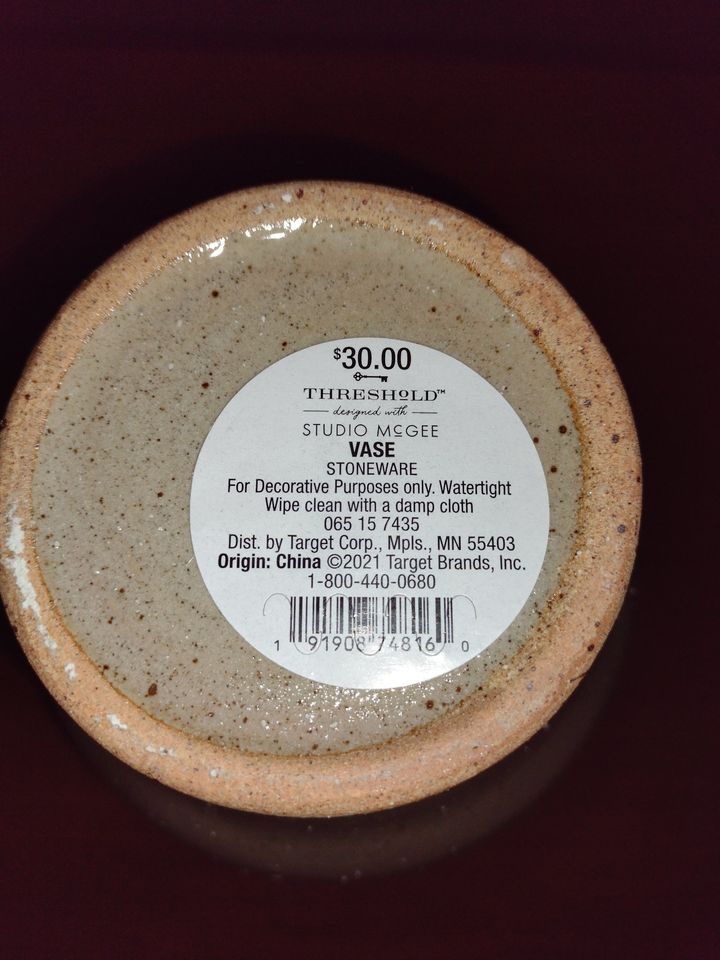 $30.00
THRESHOLD™
designed with
STUDIO McGEE
VASE
STONEWARE
For Decorative Purposes only. Watertight
Wipe clean with a damp cloth
065 15 7435
Dist. by Target Corp., Mpls., MN 55403
Origin: China ©2021 Target Brands, Inc.
1-800-440-0680
1 91908 74816 0